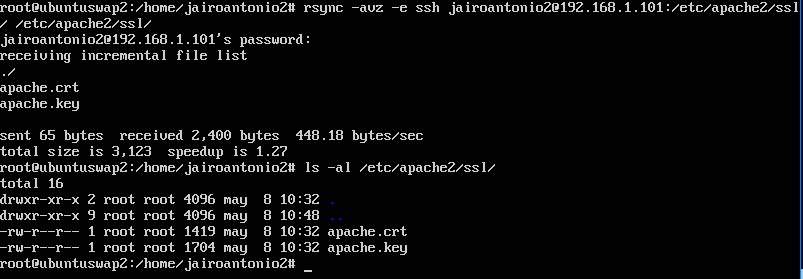 root@ubuntuswap2:/home/jairoantonio2# rsync -avz -e ssh jairoantonio2@192.168.1.101:/etc/apache2/ssl
/ /etc/apache2/ssl/
jairoantonio2@192.168.1.101's password:
receiving incremental file list
./
apache.crt
apache.key

sent 65 bytes  received 2,400 bytes  448.18 bytes/sec
total size is 3,123  speedup is 1.27
root@ubuntuswap2:/home/jairoantonio2# ls -al /etc/apache2/ssl/
total 16
drwxr-xr-x 2 root root 4096 may  8 10:32 .
drwxr-xr-x 9 root root 4096 may  8 10:48 ..
-rw-r--r-- 1 root root 1419 may  8 10:32 apache.crt
-rw-r--r-- 1 root root 1704 may  8 10:32 apache.key
root@ubuntuswap2:/home/jairoantonio2# _